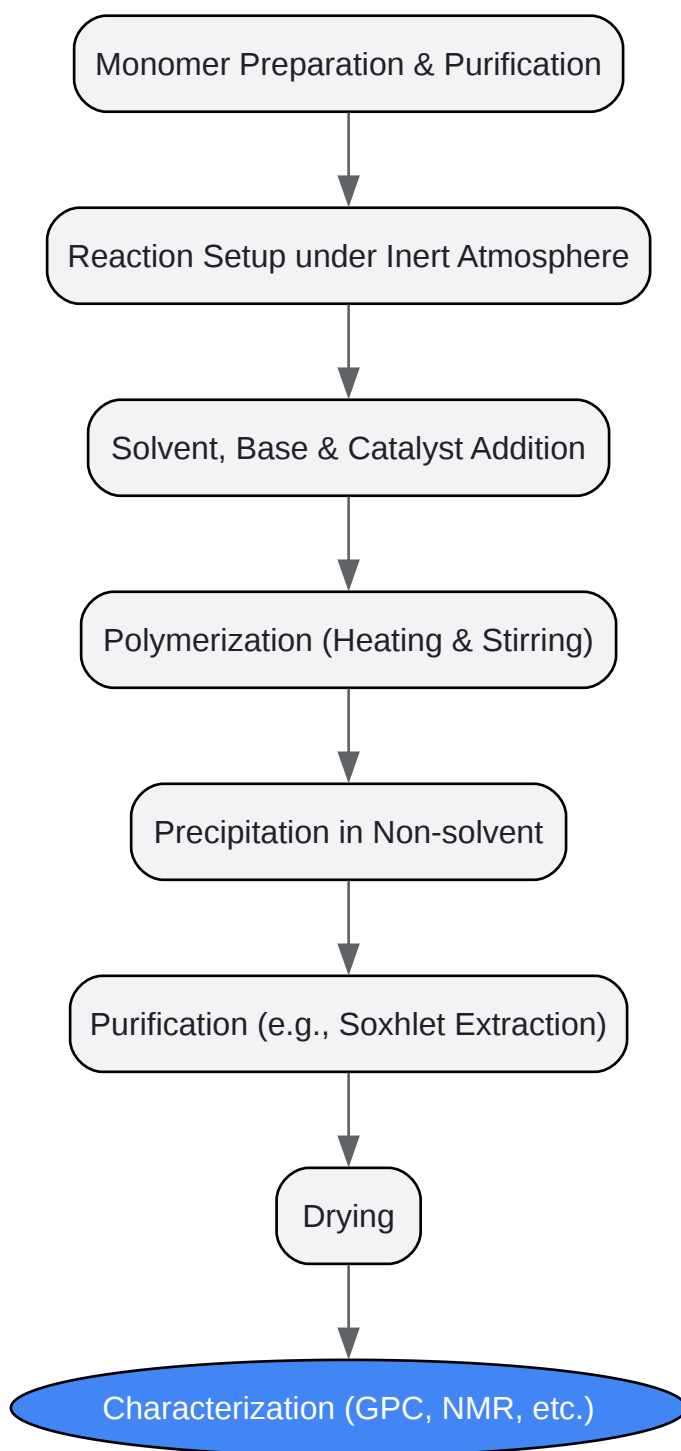 Monomer Preparation & Purification
Reaction Setup under Inert Atmosphere
Solvent, Base & Catalyst Addition
Polymerization (Heating & Stirring)
Precipitation in Non-solvent
Purification (e.g., Soxhlet Extraction)
Drying
Characterization (GPC, NMR, etc.)